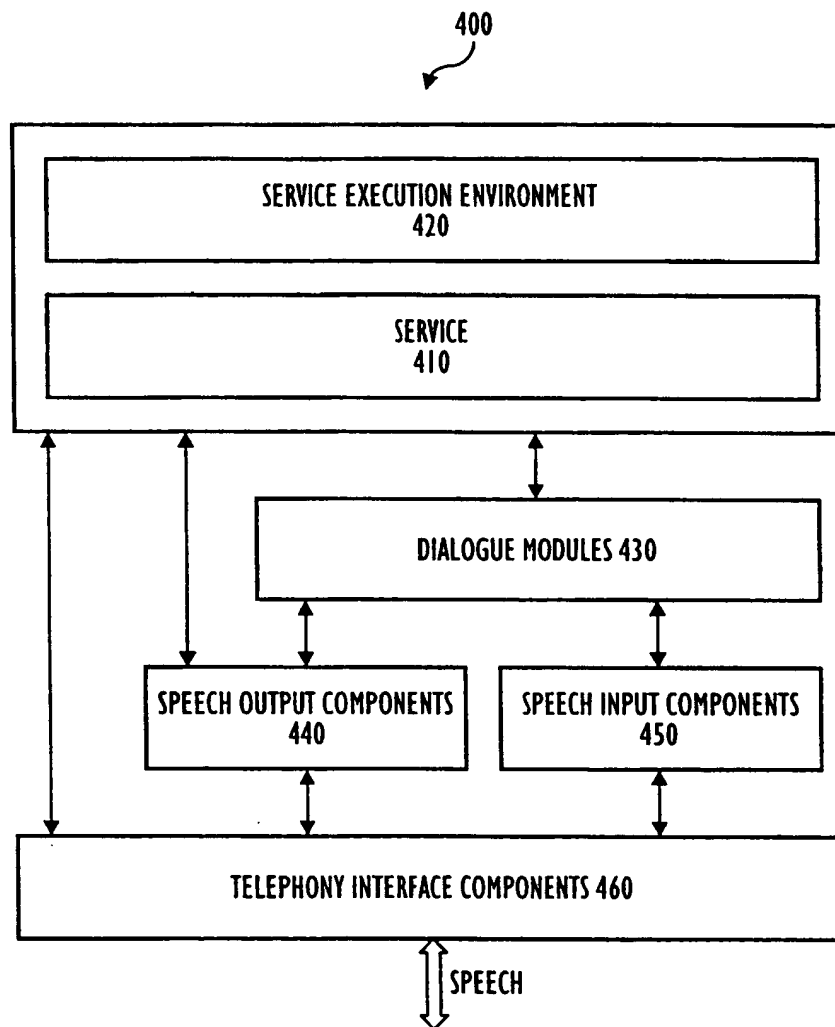 400
SERVICE EXECUTION ENVIRONMENT
420
SERVICE
410
DIALOGUE MODULES 430
SPEECH OUTPUT COMPONENTS
440
SPEECH INPUT COMPONENTS
450
TELEPHONY INTERFACE COMPONENTS 460
SPEECH